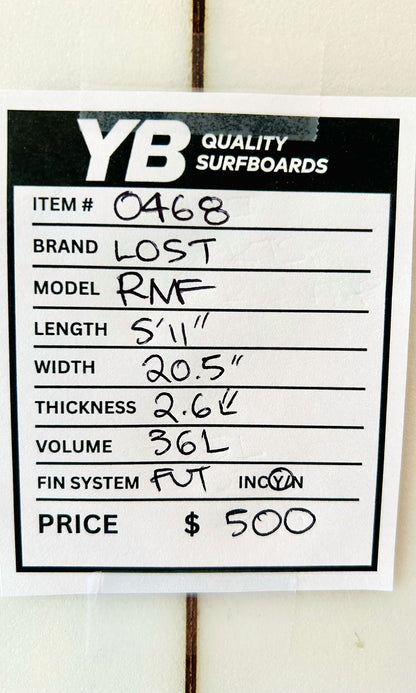 YB QUALITY SURFBOARDS
ITEM # 0468
BRAND LOST
MODEL RNF
LENGTH 5'11"
WIDTH 20.5"
THICKNESS 2.6"
VOLUME 36L
FIN SYSTEM FUT INC Y/N
PRICE $ 500